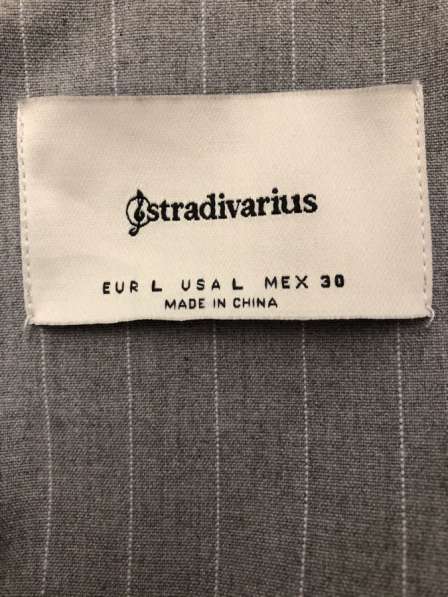 stradivarius
EUR L USA L MEX 30
MADE IN CHINA